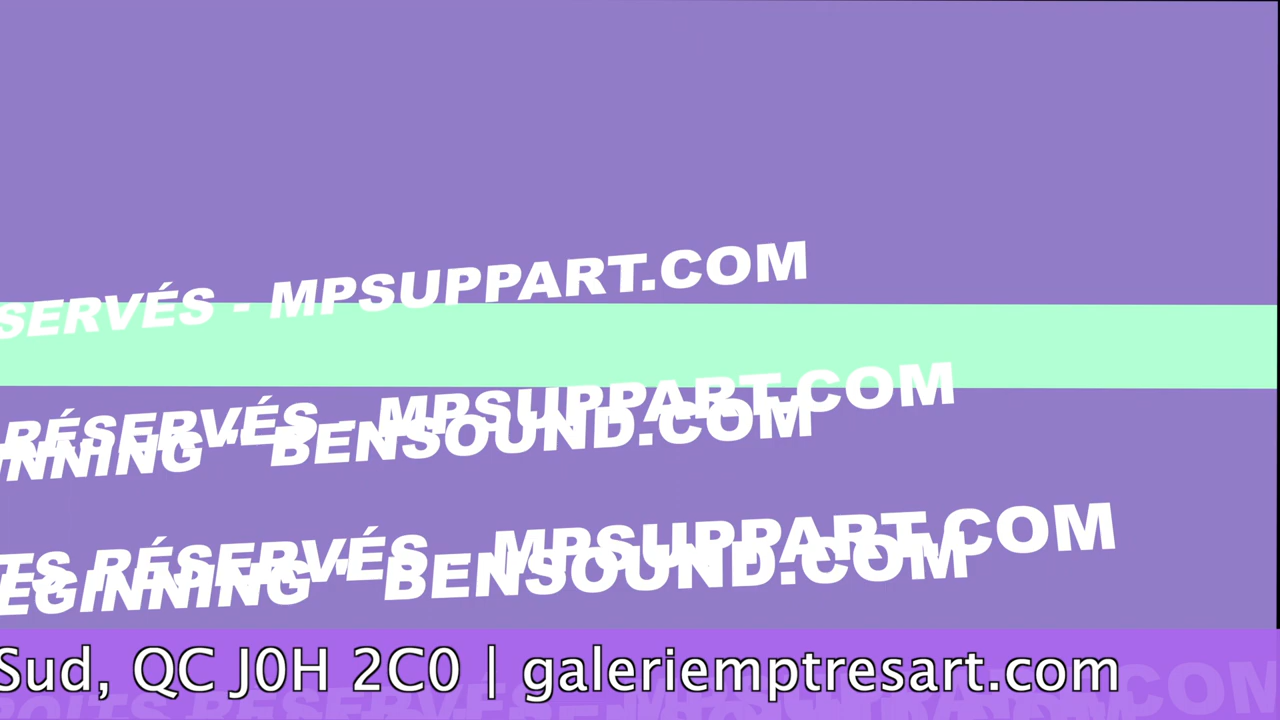 SERVÉS - MPSUPPART.COM
RÉSERVÉS - MPSUPPART.COM
NNING" BENSOUND.COM
TS RÉSERVÉS - MPSUPPART.COM
EGINNING" BENSOUND.COM
Sud, QC J0H 2C0 | galeriemptresart.com